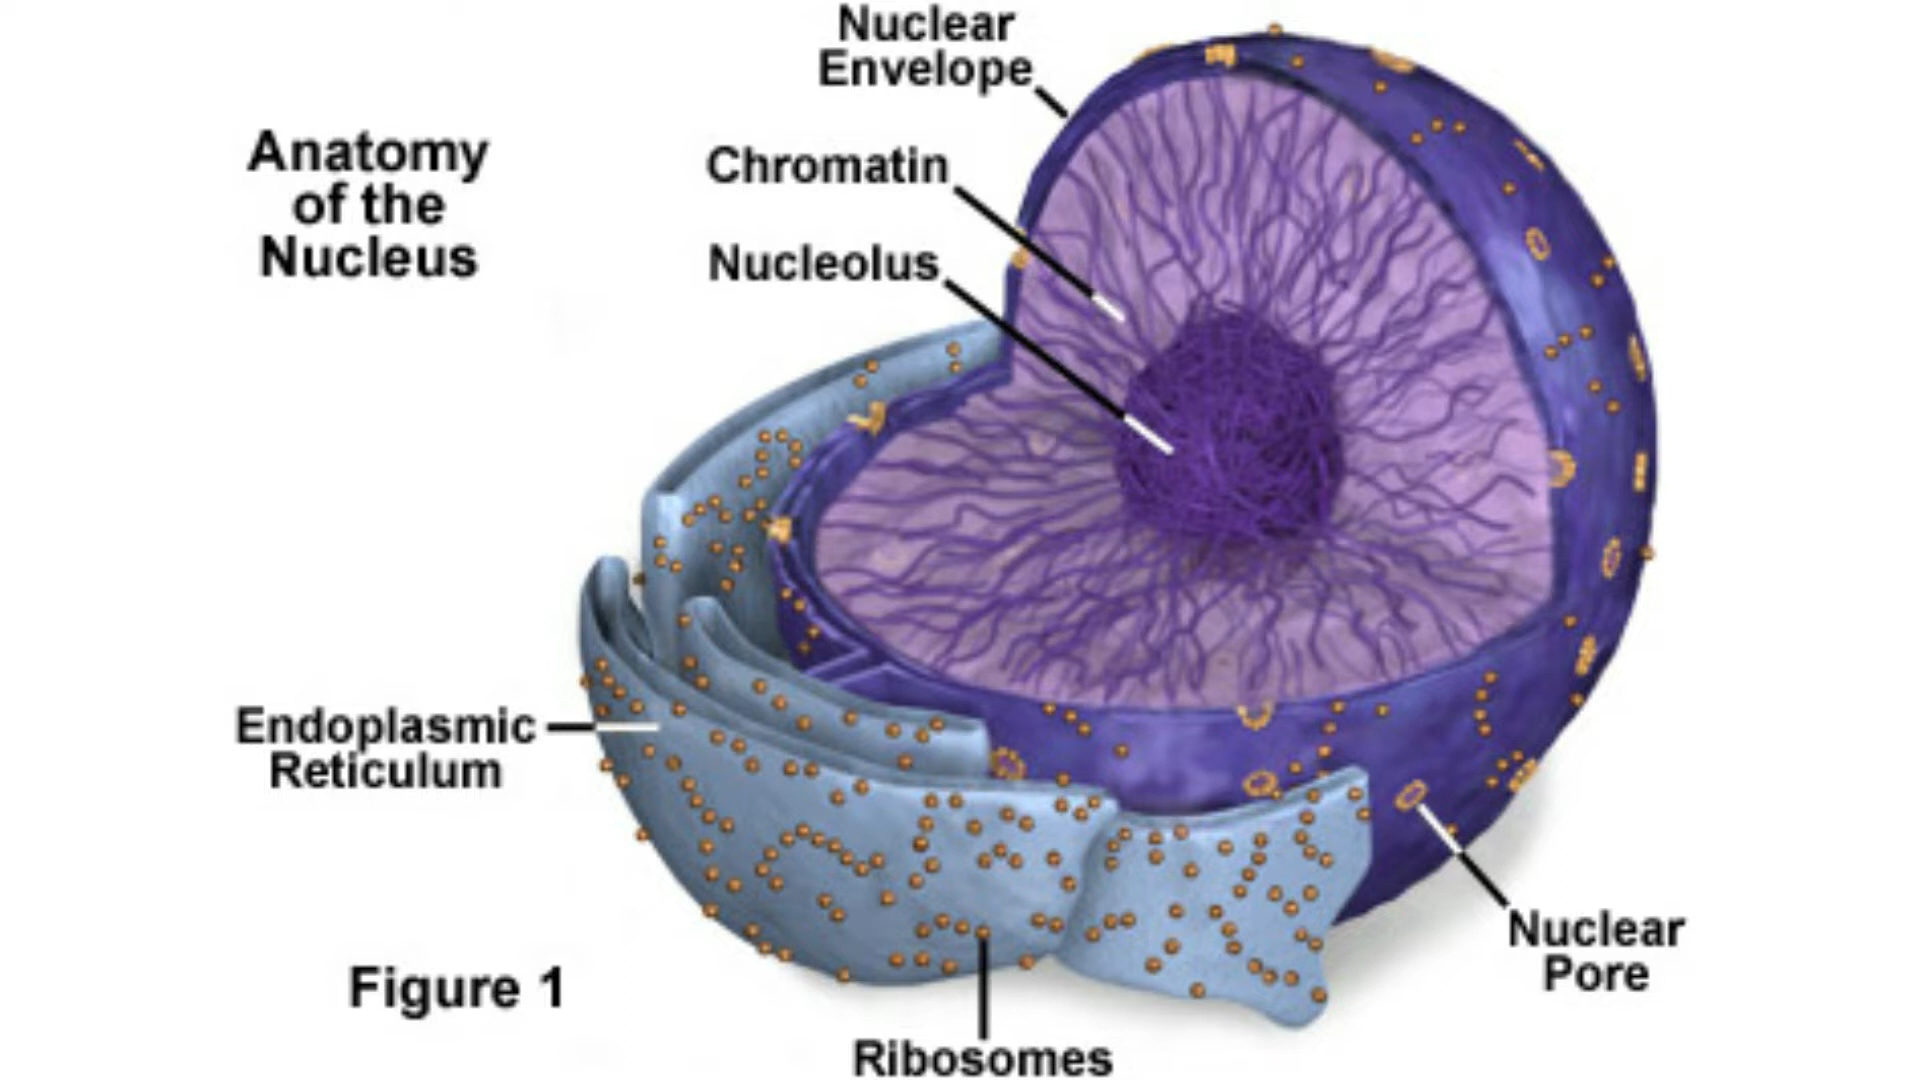 Anatomy
of the
Nucleus
Nuclear
Envelope
Chromatin
Nucleolus
Endoplasmic
Reticulum
Nuclear
Pore
Figure 1
Ribosomes